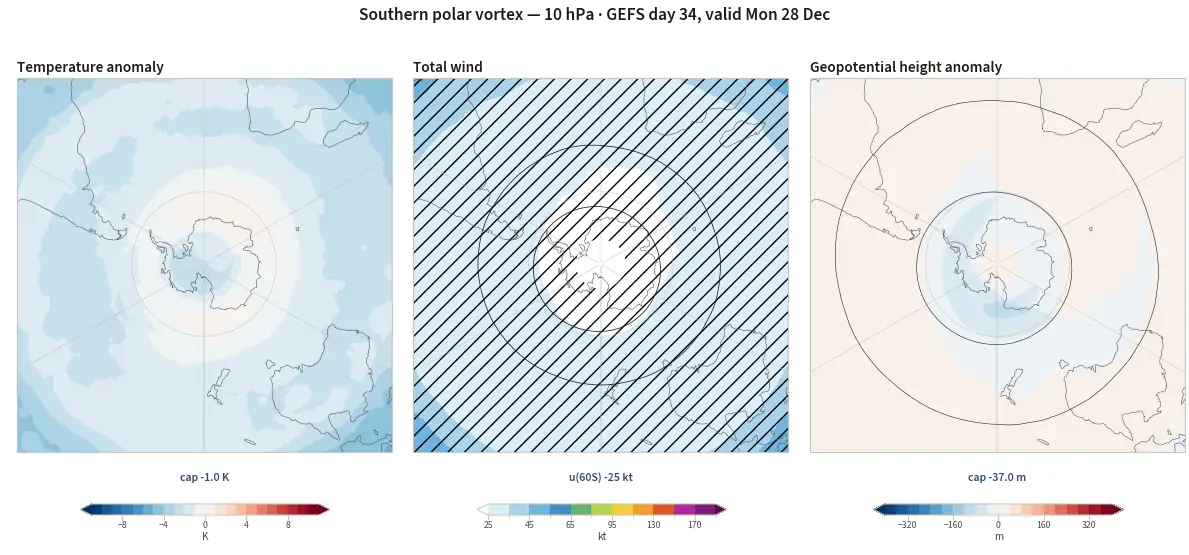 Southern polar vortex — 10 hPa · GEFS day 34, valid Mon 28 Dec
Temperature anomaly
Total wind
Geopotential height anomaly
cap -1.0 K
u(60S) -25 kt
cap -37.0 m
−8 −4 0 4 8
K
25 45 65 95 130 170
kt
−320 −160 0 160 320
m